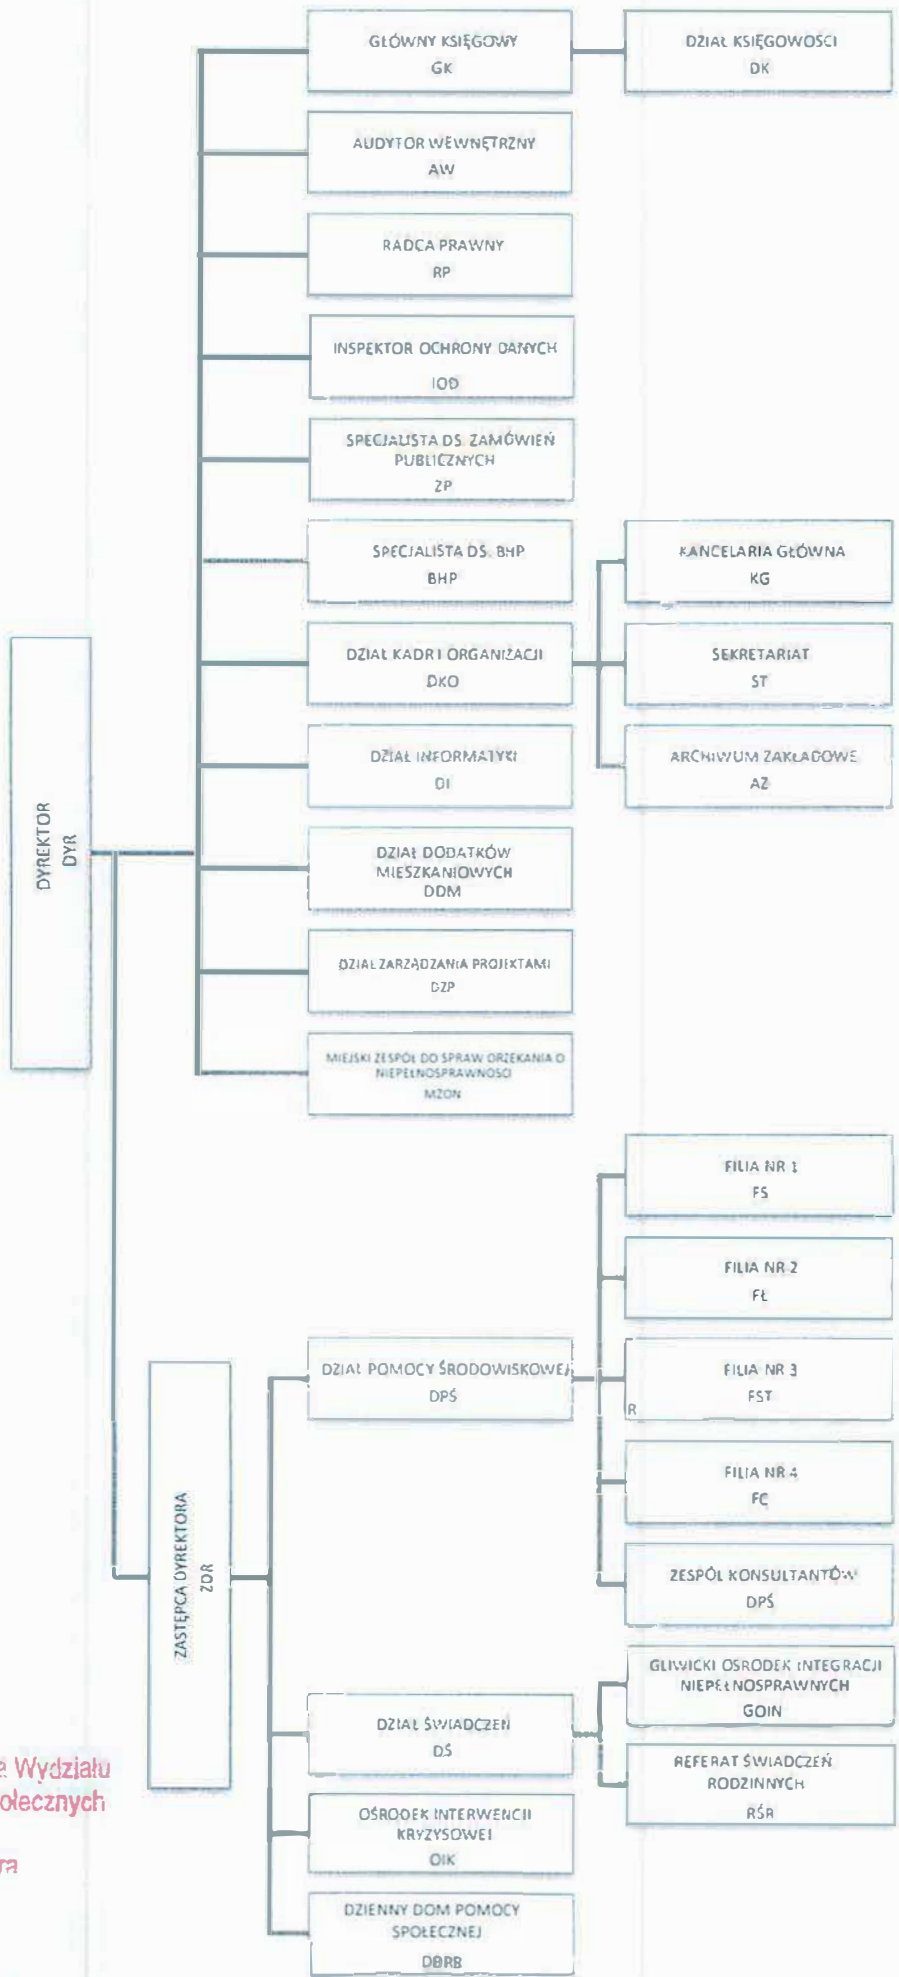 GŁÓWNY KSIĘGOWY
GK
DZIAŁ KSIĘGOWOŚCI
DK
AUDYTOR WEWNĘTRZNY
AW
RADCA PRAWNY
RP
INSPEKTOR OCHRONY DANYCH
IOD
SPECJALISTA DS. ZAMÓWIEŃ
PUBLICZNYCH
ZP
SPECJALISTA DS. BHP
BHP
KANCELARIA GŁÓWNA
KG
DZIAŁ KADR I ORGANIZACJI
DKO
SEKRETARIAT
ST
DZIAŁ INFORMATYKI
DI
ARCHIWUM ZAKŁADOWE
AZ
DYREKTOR
DYR
DZIAŁ DODATKÓW
MIESZKANIOWYCH
DDM
DZIAŁ ZARZĄDZANIA PROJEKTAMI
DZP
MIEJSKI ZESPÓŁ DO SPRAW ORZEKANIA O
NIEPEŁNOSPRAWNOŚCI
MZON
FILIA NR 1
FS
FILIA NR 2
FŁ
DZIAŁ POMOCY ŚRODOWISKOWEJ
DPŚ
FILIA NR 3
FST
R
FILIA NR 4
FC
ZASTĘPCA DYREKTORA
ZDR
ZESPÓŁ KONSULTANTÓW
DPŚ
GLIWICKI OŚRODEK INTEGRACJI
NIEPEŁNOSPRAWNYCH
GOIN
DZIAŁ ŚWIADCZEŃ
DŚ
REFERAT ŚWIADCZEŃ
RODZINNYCH
RŚR
OŚRODEK INTERWENCJI
KRYZYSOWEJ
OIK
DZIENNY DOM POMOCY
SPOŁECZNEJ
DBRB
Wydziału